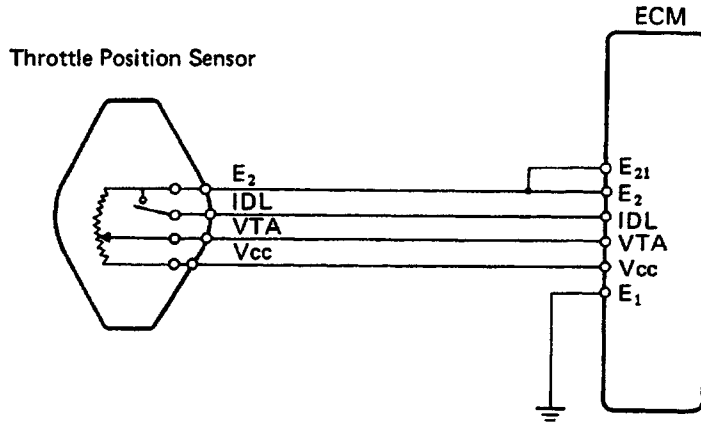 ECM
Throttle Position Sensor
E2
IDL
VTA
Vcc
E21
E2
IDL
VTA
Vcc
E1